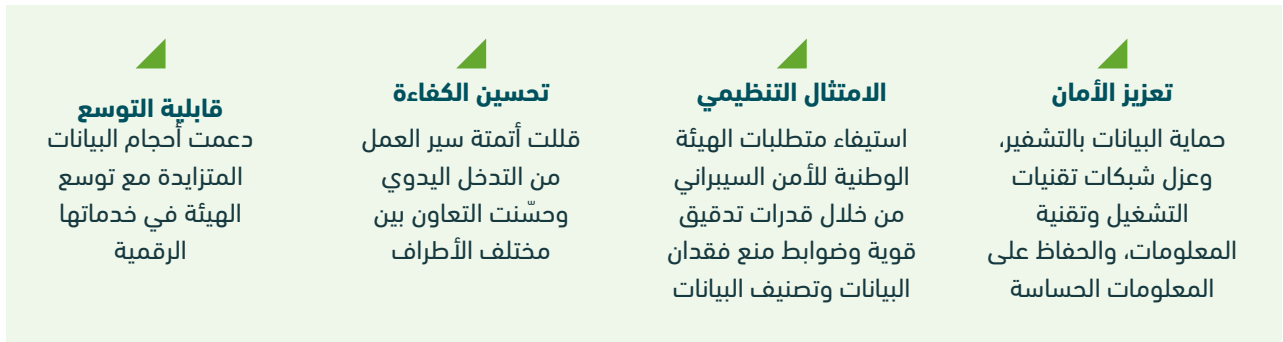 تعزيز الأمان
حماية البيانات بالتشفير،
وعزل شبكات تقنيات
التشغيل وتقنية
المعلومات، والحفاظ على
المعلومات الحساسة
الامتثال التنظيمي
استيفاء متطلبات الهيئة
الوطنية للأمن السيبراني
من خلال قدرات تدقيق
قوية وضوابط منع فقدان
البيانات وتصنيف البيانات
تحسين الكفاءة
قللت أتمتة سير العمل
من التدخل اليدوي
وحسّنت التعاون بين
مختلف الأطراف
قابلية التوسع
دعمت أحجام البيانات
المتزايدة مع توسع
الهيئة في خدماتها
الرقمية